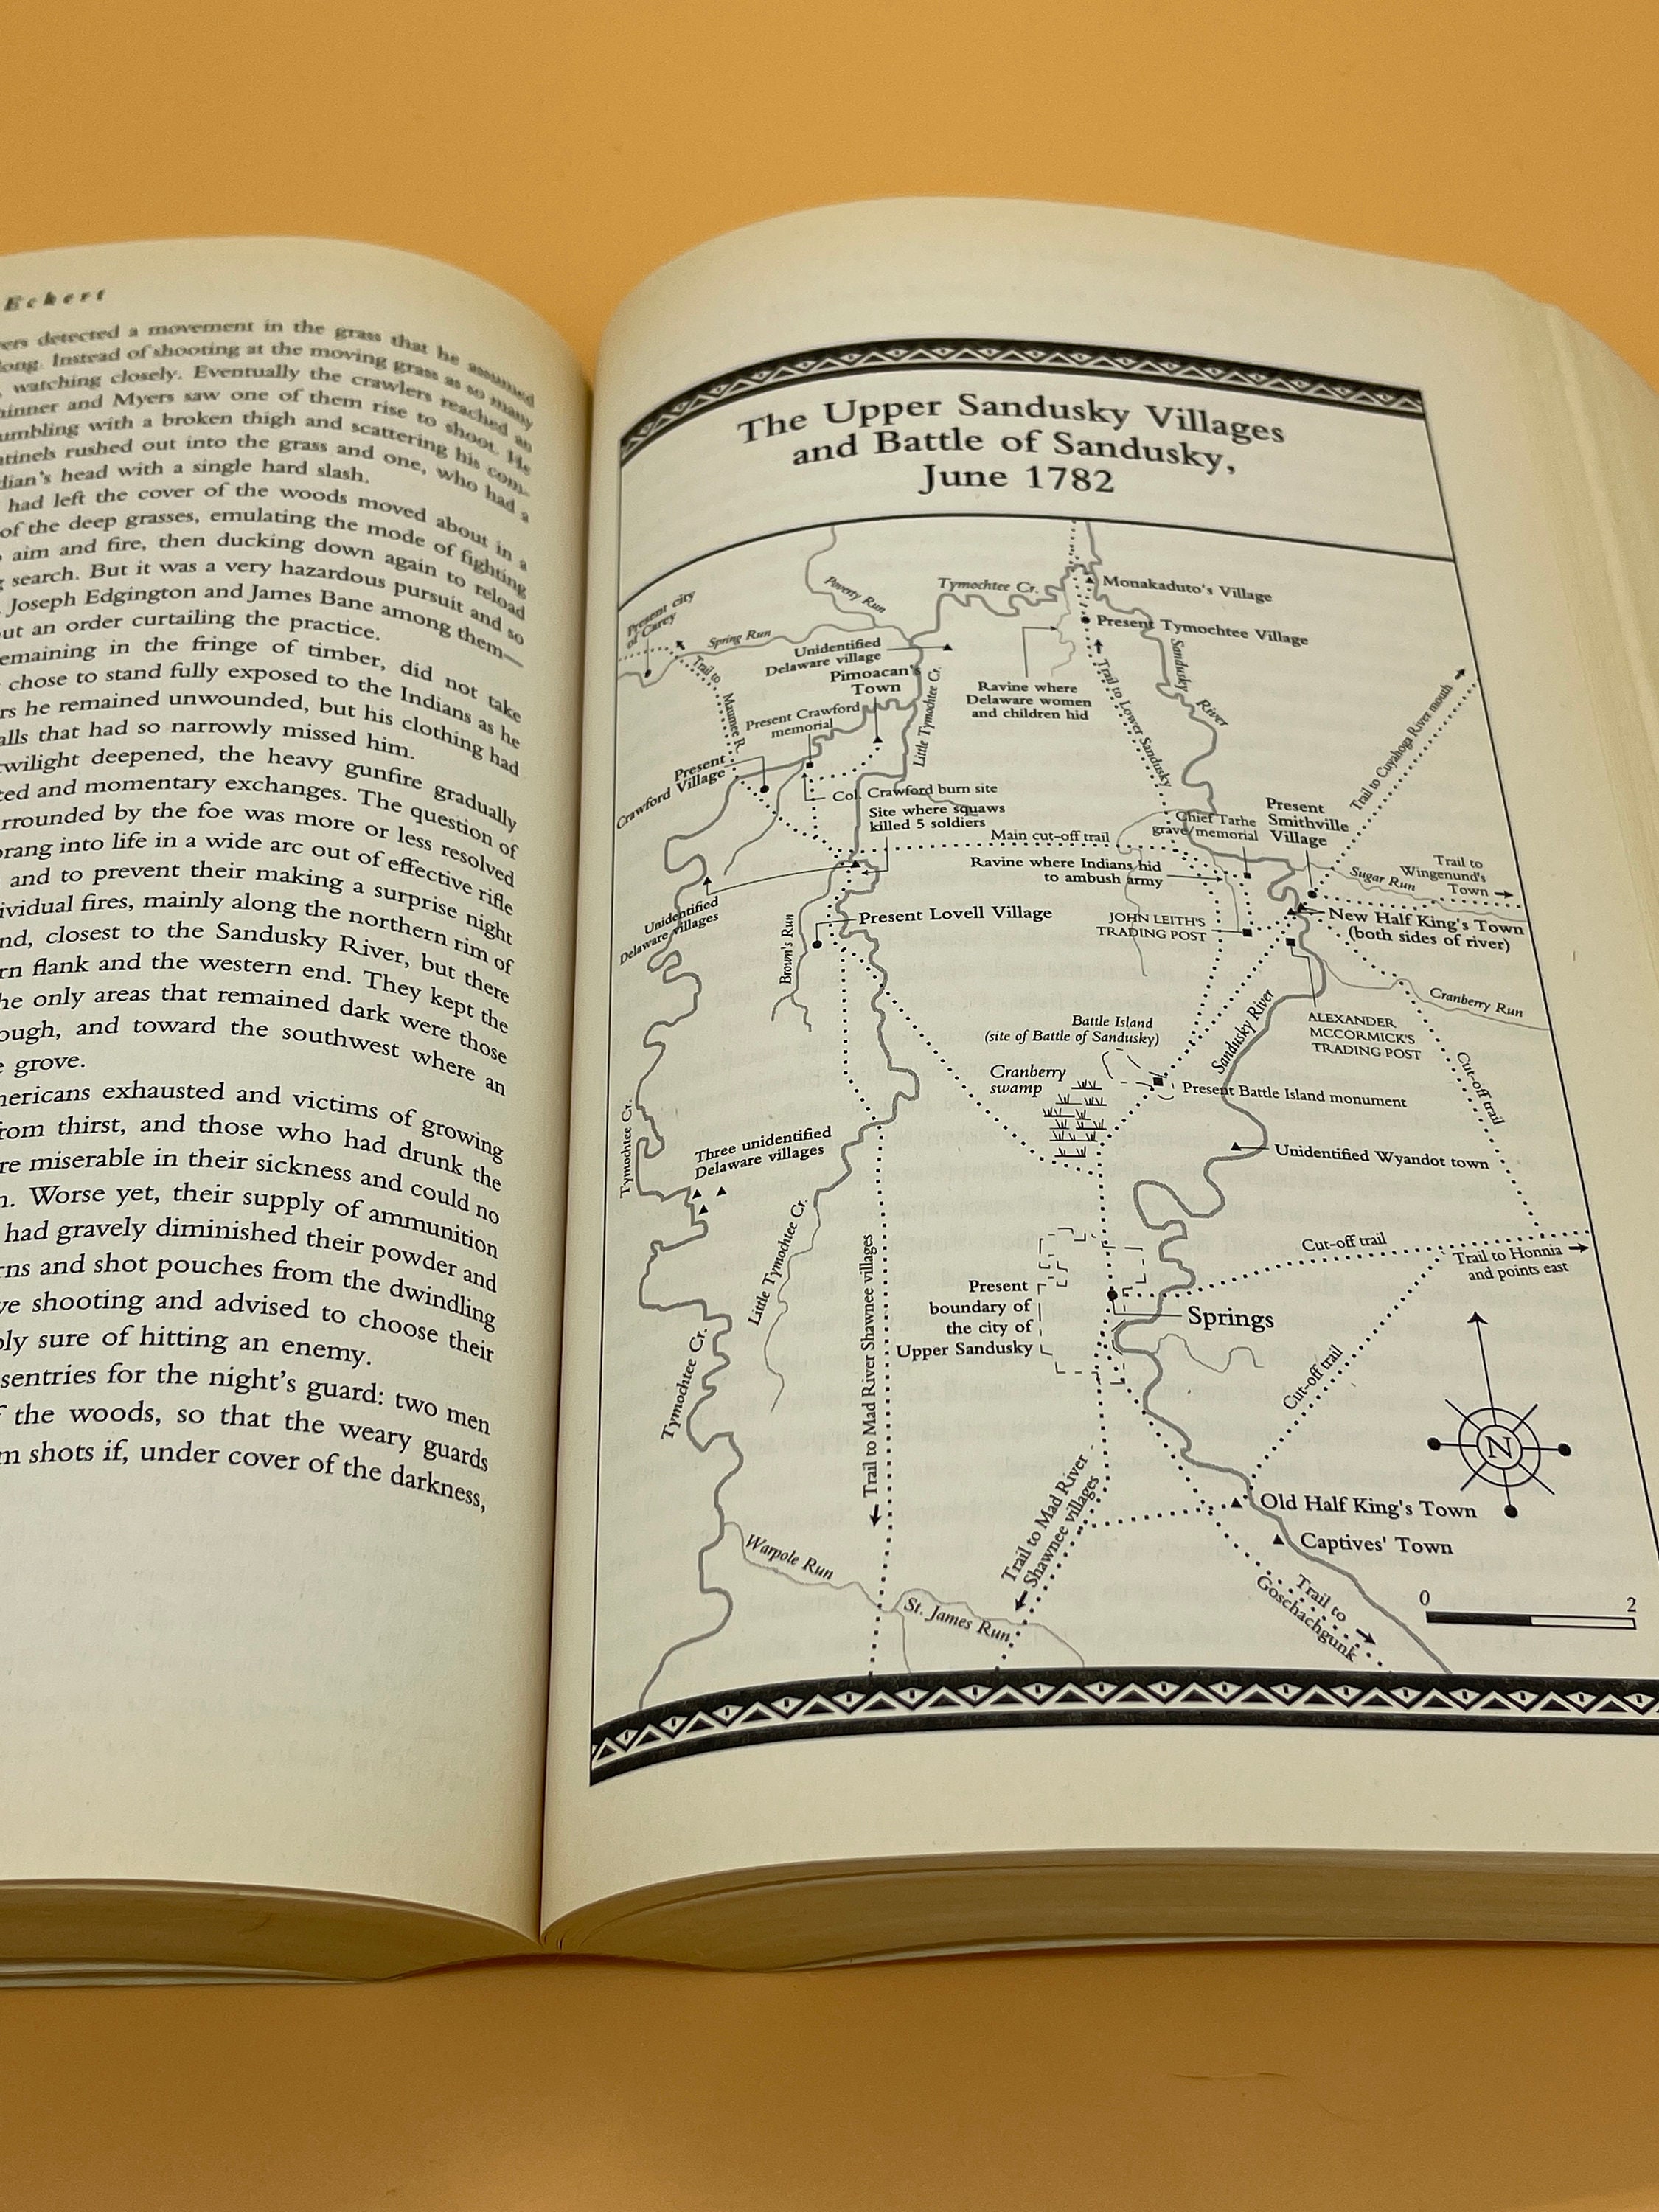 Eckert
ers detected a movement in the grass that he assumed
long. Instead of shooting at the moving grass as so many
watching closely. Eventually the crawlers reached an
hinner and Myers saw one of them rise to shoot. He
umbling with a broken thigh and scattering his com-
ntinels rushed out into the grass and one, who had a
dian's head with a single hard slash.
had left the cover of the woods moved about in a
of the deep grasses, emulating the mode of fighting
aim and fire, then ducking down again to reload
g search. But it was a very hazardous pursuit and so
Joseph Edgington and James Bane among them—
out an order curtailing the practice.
emaining in the fringe of timber, did not take
chose to stand fully exposed to the Indians as he
rs he remained unwounded, but his clothing had
alls that had so narrowly missed him.
twilight deepened, the heavy gunfire gradually
ted and momentary exchanges. The question of
urrounded by the foe was more or less resolved
prang into life in a wide arc out of effective rifle
and to prevent their making a surprise night
ividual fires, mainly along the northern rim of
nd, closest to the Sandusky River, but there
rn flank and the western end. They kept the
he only areas that remained dark were those
ough, and toward the southwest where an
e grove.
nericans exhausted and victims of growing
rom thirst, and those who had drunk the
re miserable in their sickness and could no
n. Worse yet, their supply of ammunition
had gravely diminished their powder and
rns and shot pouches from the dwindling
ve shooting and advised to choose their
bly sure of hitting an enemy.
sentries for the night's guard: two men
f the woods, so that the weary guards
m shots if, under cover of the darkness,
The Upper Sandusky Villages
and Battle of Sandusky,
June 1782
Poverty Run
Tymochtee Cr.
Monakaduto's Village
Present city
of Carey
Spring Run
Present Tymochtee Village
Unidentified
Delaware village
Trail to
Maumee R.
Pimoacan's
Town
Little Tymochtee Cr.
Ravine where
Delaware women
and children hid
Trail to Lower Sandusky
Sandusky
River
Trail to Cuyahoga River mouth
Present Crawford
memorial
Present
Crawford Village
Col. Crawford burn site
Site where squaws
killed 5 soldiers
Main cut-off trail
Chief Tarhe
grave/memorial
Present
Smithville
Village
Ravine where Indians hid
to ambush army
Sugar Run
Trail to
Wingenund's
Town
Unidentified
Delaware villages
Brown's Run
Present Lovell Village
JOHN LEITH'S
TRADING POST
New Half King's Town
(both sides of river)
Cranberry Run
Battle Island
(site of Battle of Sandusky)
Sandusky River
ALEXANDER
MCCORMICK'S
TRADING POST
Cut-off trail
Cranberry
swamp
Present Battle Island monument
Tymochtee Cr.
Three unidentified
Delaware villages
Unidentified Wyandot town
Little Tymochtee Cr.
Trail to Mad River Shawnee villages
Cut-off trail
Trail to Honnia
and points east
Present
boundary of
the city of
Upper Sandusky
Springs
Tymochtee Cr.
Cut-off trail
N
Trail to Mad River
Shawnee villages
Old Half King's Town
Captives' Town
Warpole Run
St. James Run
Trail to
Goschachgunk
0 2